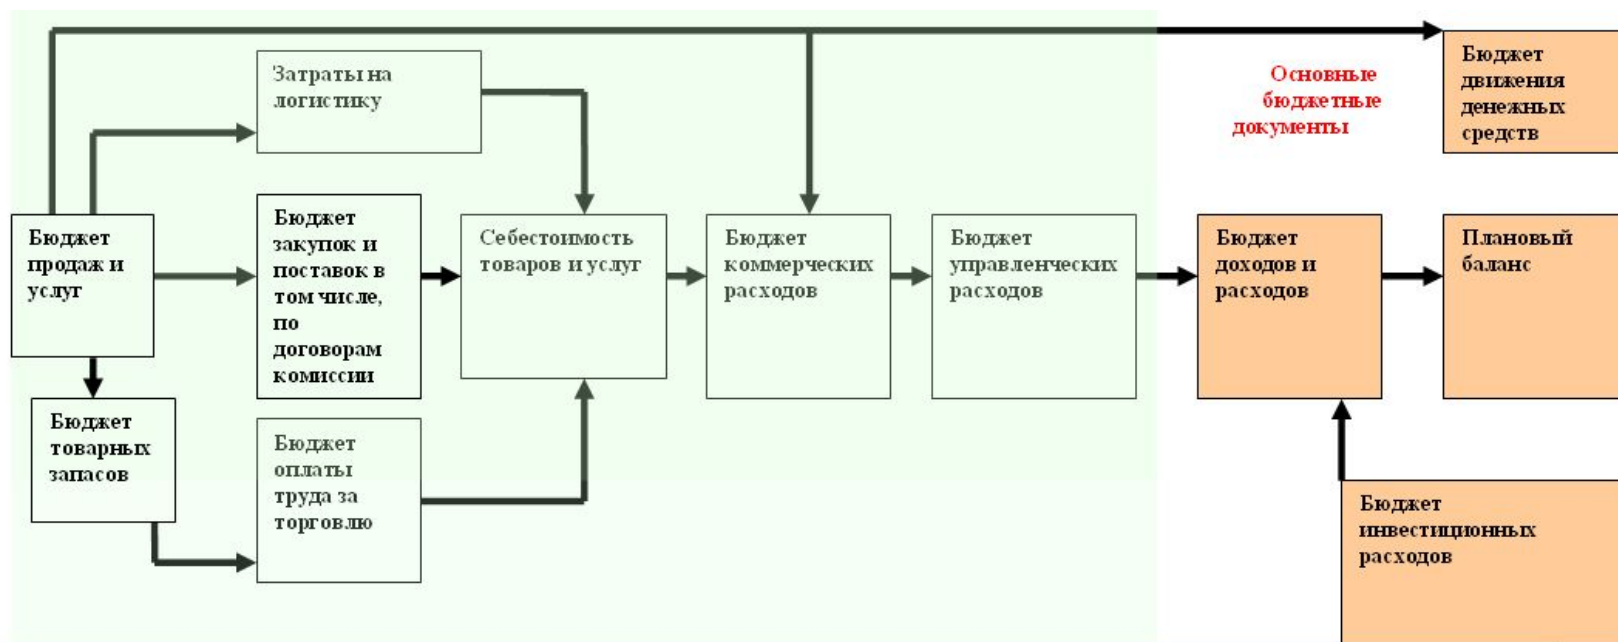 Затраты на
логистику
Основные
бюджетные
документы
Бюджет
движения
денежных
средств
Бюджет
продаж и
услуг
Бюджет
закупок и
поставок в
том числе,
по
договорам
комиссии
Себестоимость
товаров и услуг
Бюджет
коммерческих
расходов
Бюджет
управленческих
расходов
Бюджет
доходов и
расходов
Плановый
баланс
Бюджет
товарных
запасов
Бюджет
оплаты
труда за
торговлю
Бюджет
инвестиционных
расходов